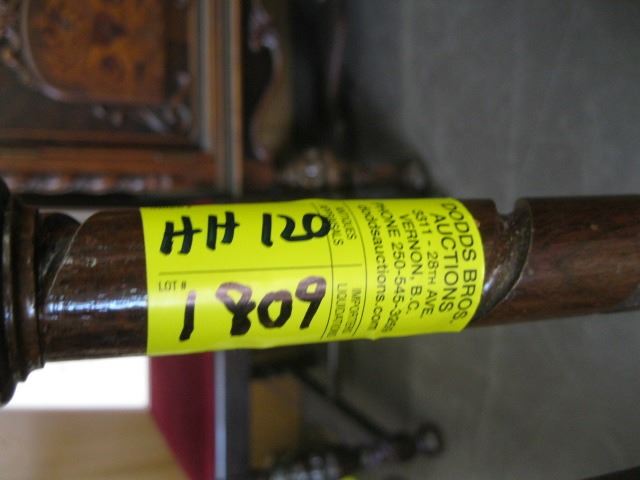 HH 129
LOT #
1809
DODDS BROS.
AUCTIONS
3311 - 28TH AVE.
VERNON, B.C.
PHONE 250-545-3259
doddsauctions.com
ANTIQUES
APPRAISALS
IMPORTERS
LIQUIDATIONS